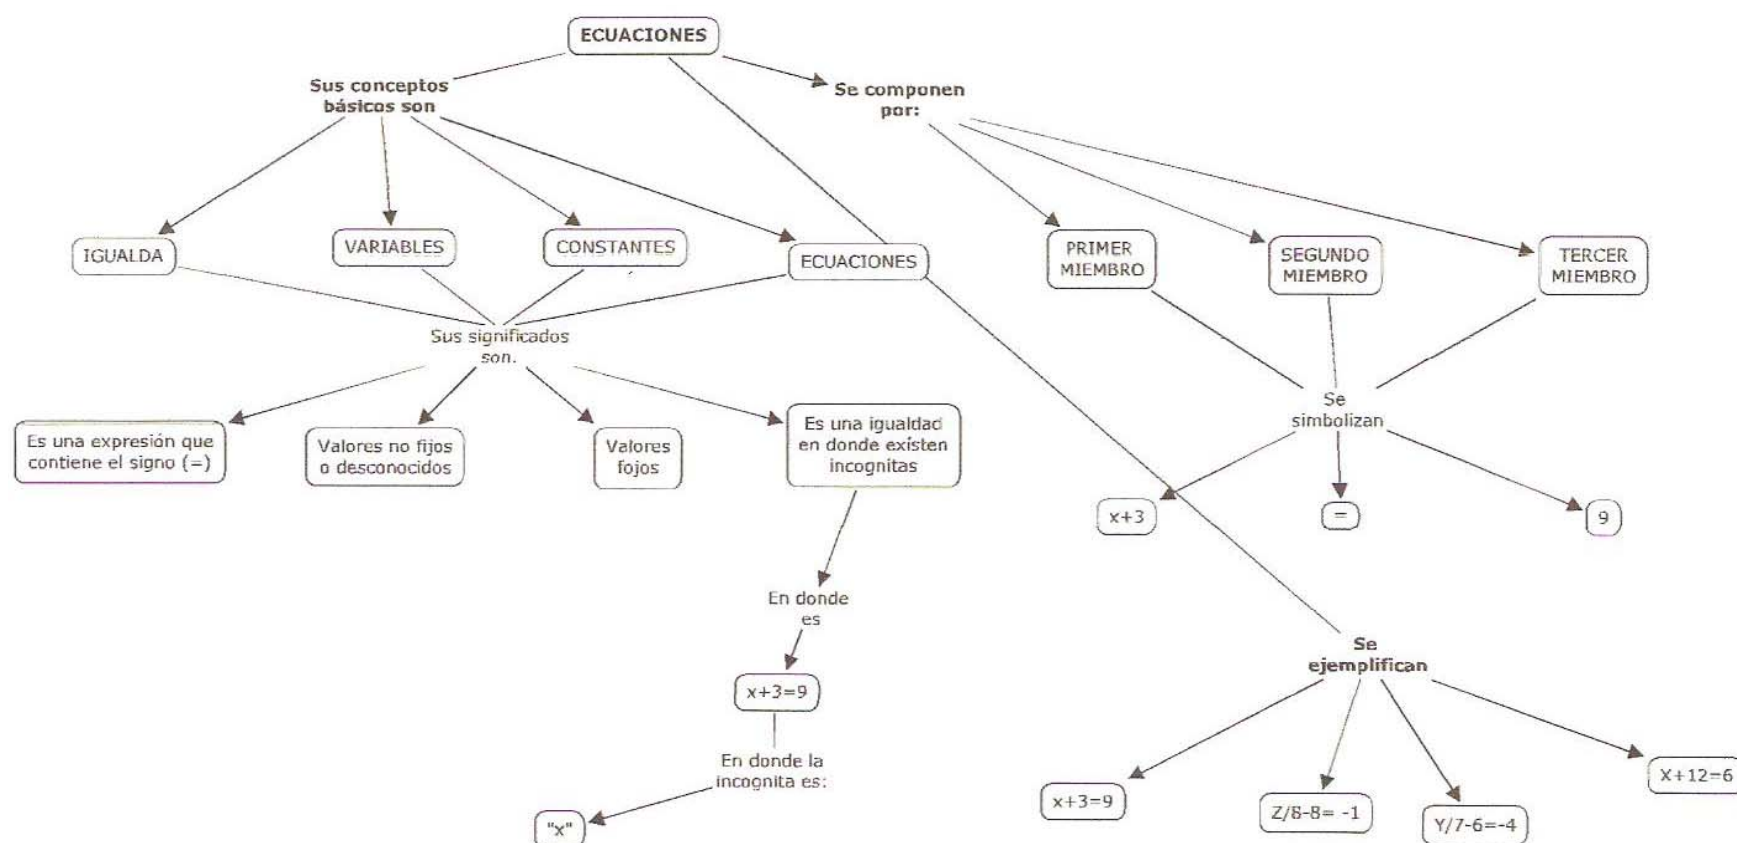 ECUACIONES
Sus conceptos
básicos son
Se componen
por:
IGUALDA
VARIABLES
CONSTANTES
ECUACIONES
PRIMER
MIEMBRO
SEGUNDO
MIEMBRO
TERCER
MIEMBRO
Sus significados
son.
Se
simbolizan
Es una expresión que
contiene el signo (=)
Valores no fijos
o desconocidos
Valores
fojos
Es una igualdad
en donde existen
incognitas
x+3
=
9
En donde
es
x+3=9
En donde la
incognita es:
"x"
Se
ejemplifican
x+3=9
Z/8-8= -1
Y/7-6=-4
X+12=6